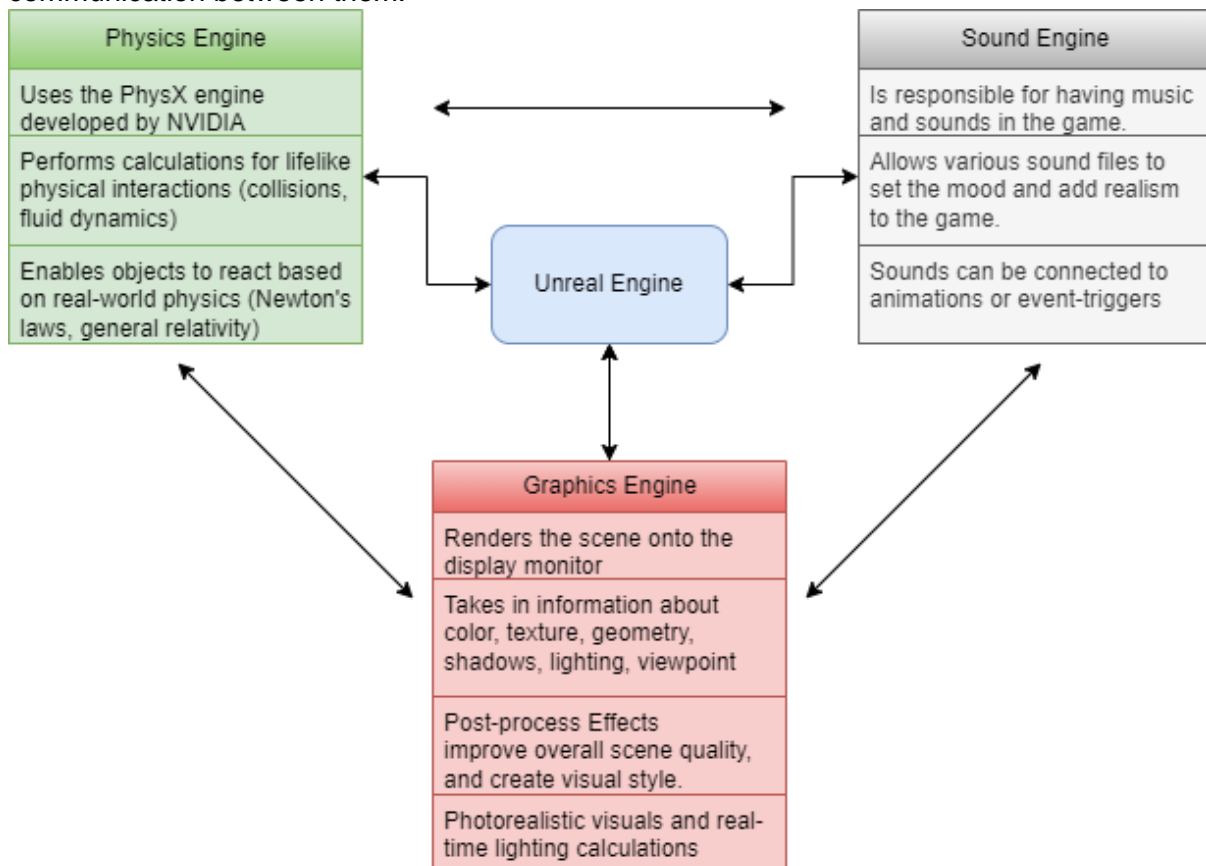 communication between them.
Physics Engine
Uses the PhysX engine
developed by NVIDIA
Performs calculations for lifelike
physical interactions (collisions,
fluid dynamics)
Enables objects to react based
on real-world physics (Newton's
laws, general relativity)
Sound Engine
Is responsible for having music
and sounds in the game.
Allows various sound files to
set the mood and add realism
to the game.
Sounds can be connected to
animations or event-triggers
Unreal Engine
Graphics Engine
Renders the scene onto the
display monitor
Takes in information about
color, texture, geometry,
shadows, lighting, viewpoint
Post-process Effects
improve overall scene quality,
and create visual style.
Photorealistic visuals and real-
time lighting calculations